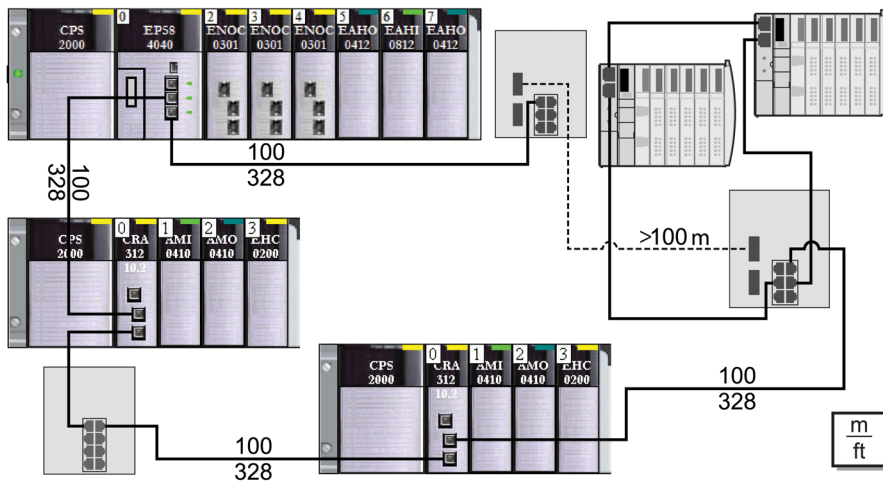 0 2 3 4 5 6 7
CPS EP58 ENOC ENOC ENOC EAHO EAHI EAHO
2000 4040 0301 0301 0301 0412 0812 0412
100
328
100
328
>100 m
0 1 2 3
CPS CRA AMI AMO EHC
2000 312 0410 0410 0200
10.2
0 1 2 3
CPS CRA AMI AMO EHC
2000 312 0410 0410 0200
10.2
100
328
100
328
m
ft